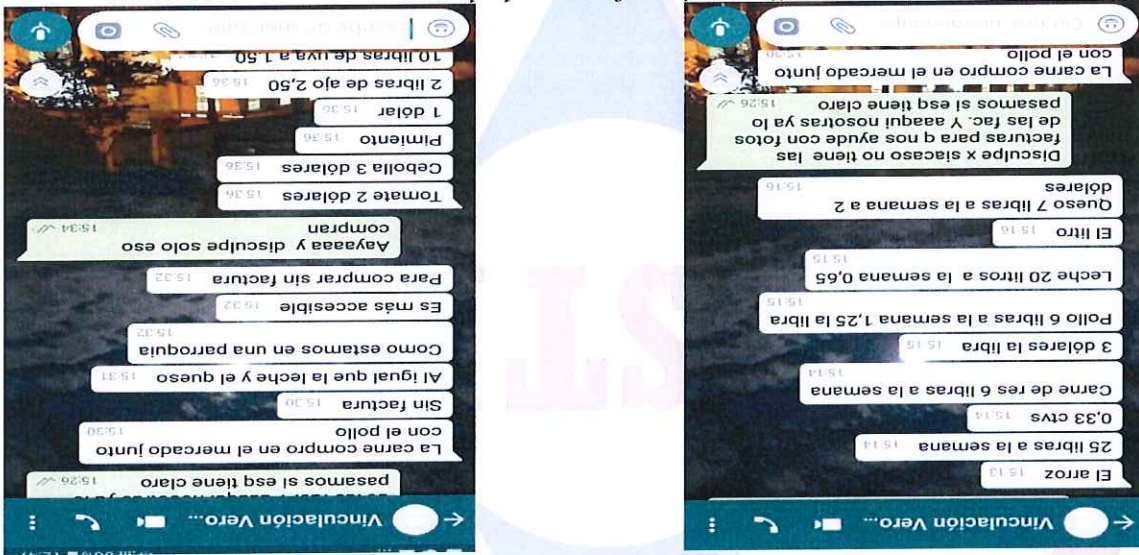 Vinculación Vero...
El arroz 15:13
25 libras a la semana 15:14
0,33 ctvs 15:14
Carne de res 6 libras a la semana
15:14
3 dólares la libra 15:15
Pollo 6 libras a la semana 1,25 la libra
15:15
Leche 20 litros a la semana 0,65
15:15
El litro 15:16
Queso 7 libras a la semana a 2
dólares 15:16
Disculpe x siacaso no tiene las
facturas para q nos ayude con fotos
de las fac. Y aaaqui nosotras ya lo
pasamos si esq tiene claro 15:26
La carne compro en el mercado junto
con el pollo 15:30
Vinculación Vero...
pasamos si esq tiene claro 15:26
La carne compro en el mercado junto
con el pollo 15:30
Sin factura 15:30
Al igual que la leche y el queso 15:31
Como estamos en una parroquia
15:32
Es más accesible 15:32
Para comprar sin factura 15:32
Aayaaaa y disculpe solo eso
compran 15:34
Tomate 2 dólares 15:36
Cebolla 3 dólares 15:36
Pimiento 15:36
1 dólar 15:36
2 libras de ajo 2,50 15:36
10 libras de uva a 1.50